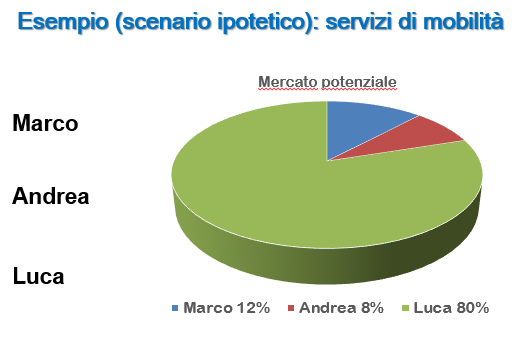 Esempio (scenario ipotetico): servizi di mobilità
Mercato potenziale
Marco
Andrea
Luca
Marco 12% Andrea 8% Luca 80%